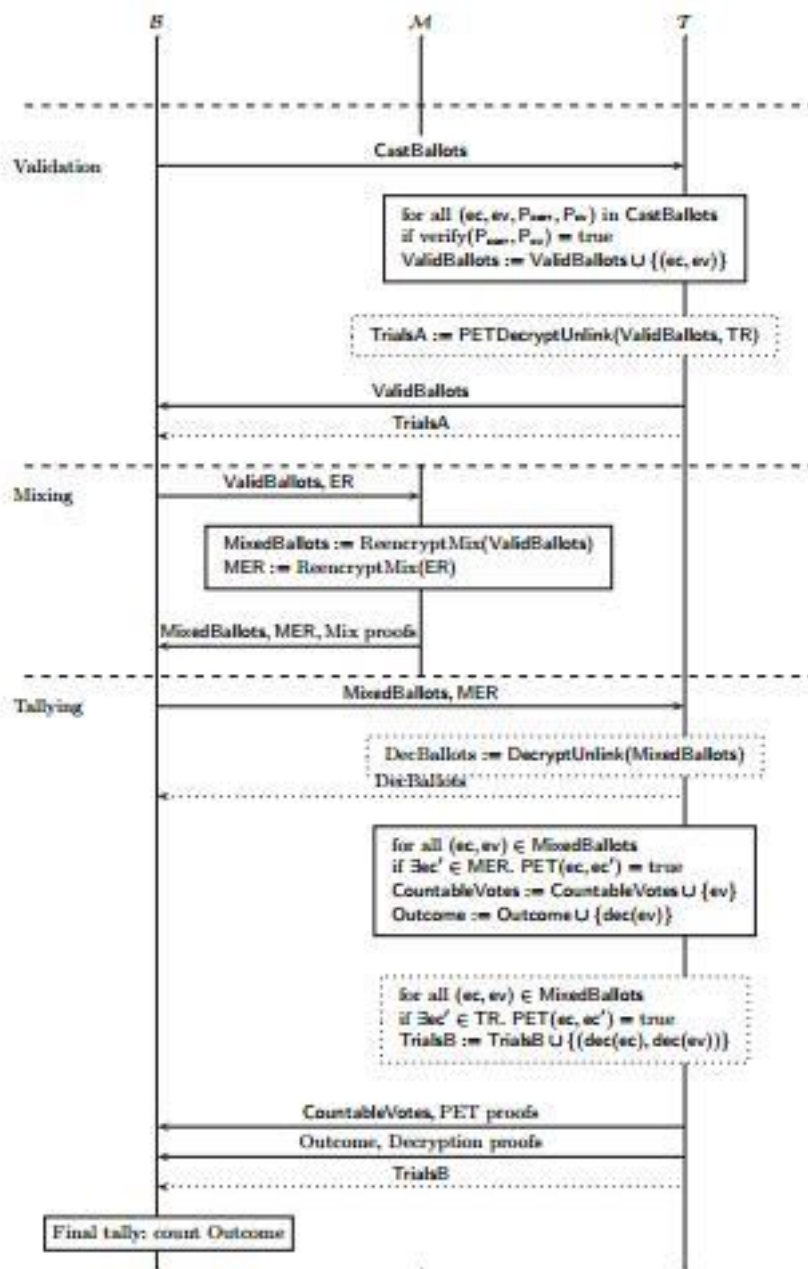 B M T
Validation
CastBallots
for all (ec, ev, P_corr, P_ev) in CastBallots
if verify(P_corr, P_ev) = true
ValidBallots := ValidBallots ∪ {(ec, ev)}
TrialsA := PETDecryptUnlink(ValidBallots, TR)
ValidBallots
TrialsA
Mixing
ValidBallots, ER
MixedBallots := ReencryptMix(ValidBallots)
MER := ReencryptMix(ER)
MixedBallots, MER, Mix proofs
Tallying
MixedBallots, MER
DecBallots := DecryptUnlink(MixedBallots)
DecBallots
for all (ec, ev) ∈ MixedBallots
if ∃ec′ ∈ MER. PET(ec, ec′) = true
CountableVotes := CountableVotes ∪ {ev}
Outcome := Outcome ∪ {dec(ev)}
for all (ec, ev) ∈ MixedBallots
if ∃ec′ ∈ TR. PET(ec, ec′) = true
TrialsB := TrialsB ∪ {(dec(ec), dec(ev))}
CountableVotes, PET proofs
Outcome, Decryption proofs
TrialsB
Final tally: count Outcome